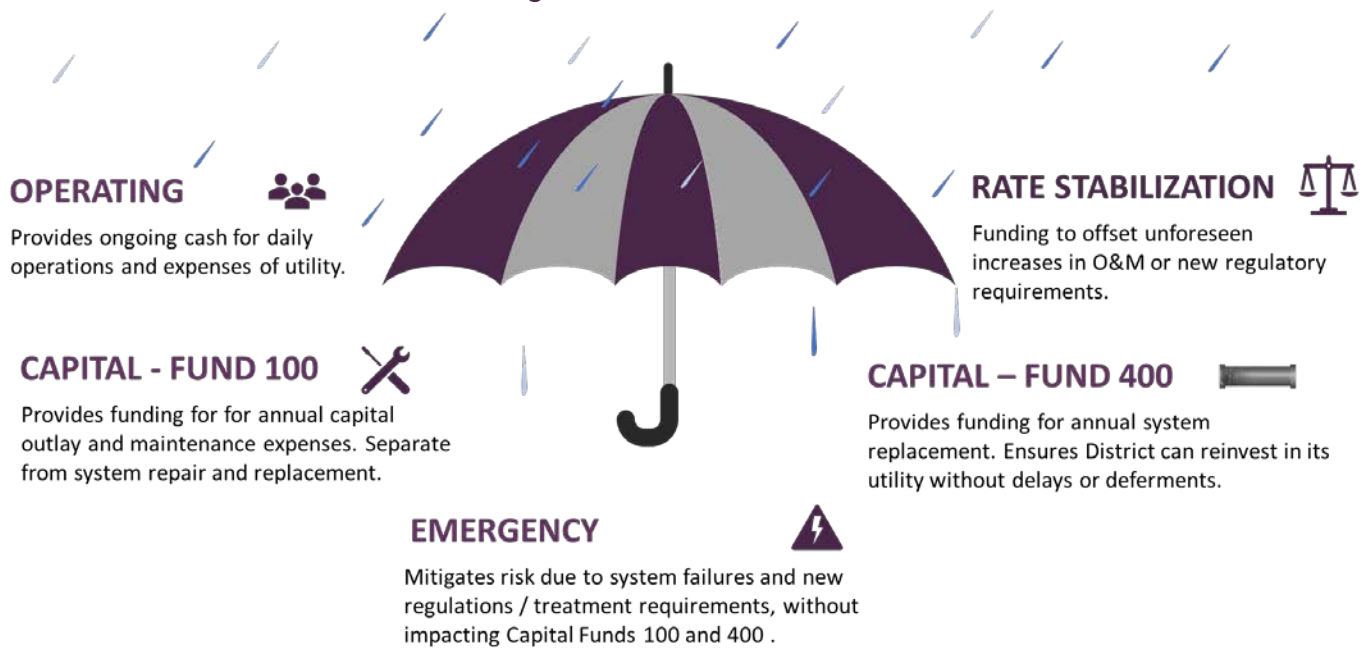 OPERATING
Provides ongoing cash for daily
operations and expenses of utility.
RATE STABILIZATION
Funding to offset unforeseen
increases in O&M or new regulatory
requirements.
CAPITAL - FUND 100
Provides funding for for annual capital
outlay and maintenance expenses. Separate
from system repair and replacement.
CAPITAL – FUND 400
Provides funding for annual system
replacement. Ensures District can reinvest in its
utility without delays or deferments.
EMERGENCY
Mitigates risk due to system failures and new
regulations / treatment requirements, without
impacting Capital Funds 100 and 400 .